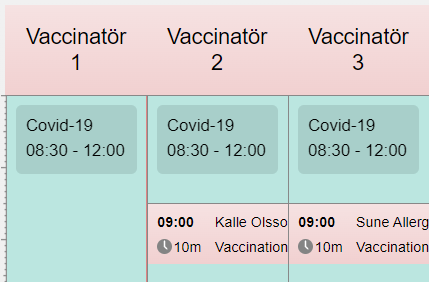 Vaccinatör
1
Vaccinatör
2
Vaccinatör
3
Covid-19
08:30 - 12:00
Covid-19
08:30 - 12:00
Covid-19
08:30 - 12:00
09:00 Kalle Olsso
10m Vaccination
09:00 Sune Allerg
10m Vaccination